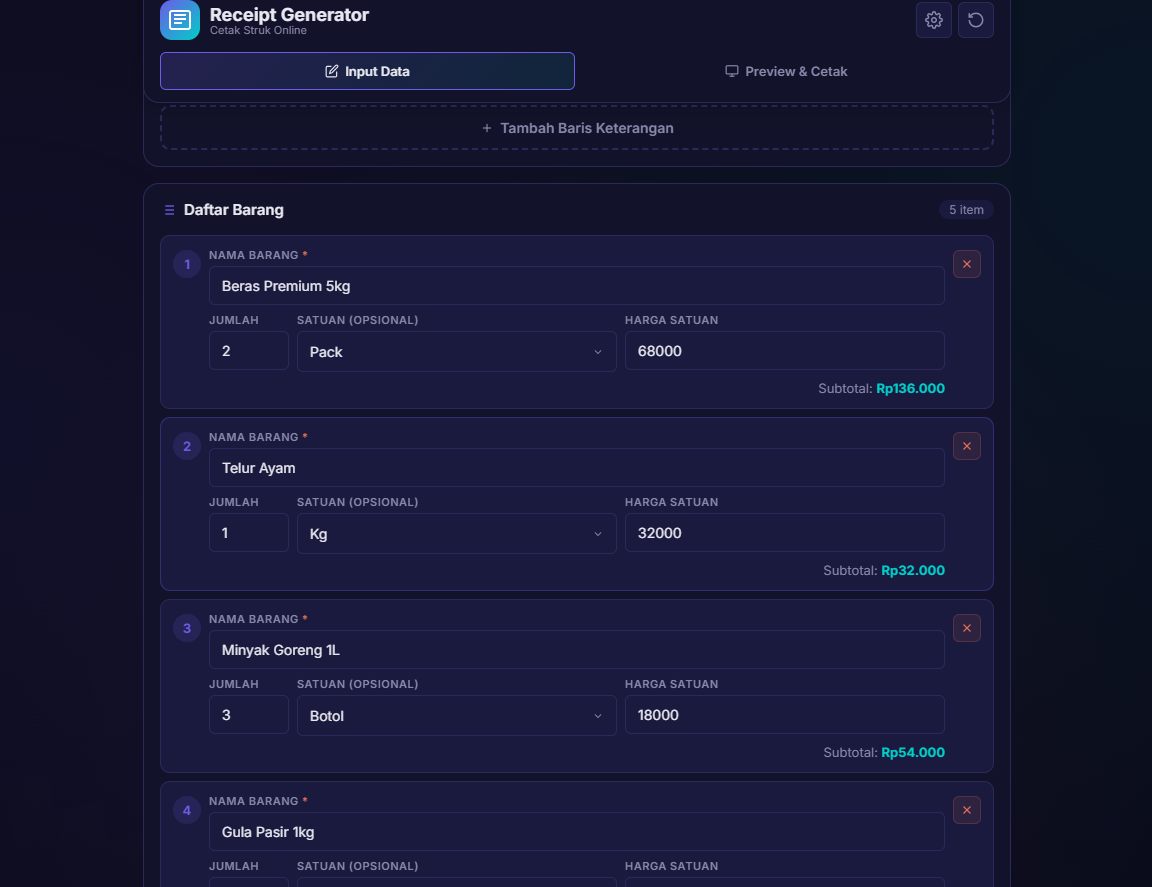 Receipt Generator
Cetak Struk Online
Input Data
Preview & Cetak
+ Tambah Baris Keterangan
Daftar Barang
5 item
1
NAMA BARANG *
Beras Premium 5kg
JUMLAH
SATUAN (OPSIONAL)
HARGA SATUAN
2
Pack
68000
Subtotal: Rp136.000
2
NAMA BARANG *
Telur Ayam
JUMLAH
SATUAN (OPSIONAL)
HARGA SATUAN
1
Kg
32000
Subtotal: Rp32.000
3
NAMA BARANG *
Minyak Goreng 1L
JUMLAH
SATUAN (OPSIONAL)
HARGA SATUAN
3
Botol
18000
Subtotal: Rp54.000
4
NAMA BARANG *
Gula Pasir 1kg
JUMLAH
SATUAN (OPSIONAL)
HARGA SATUAN